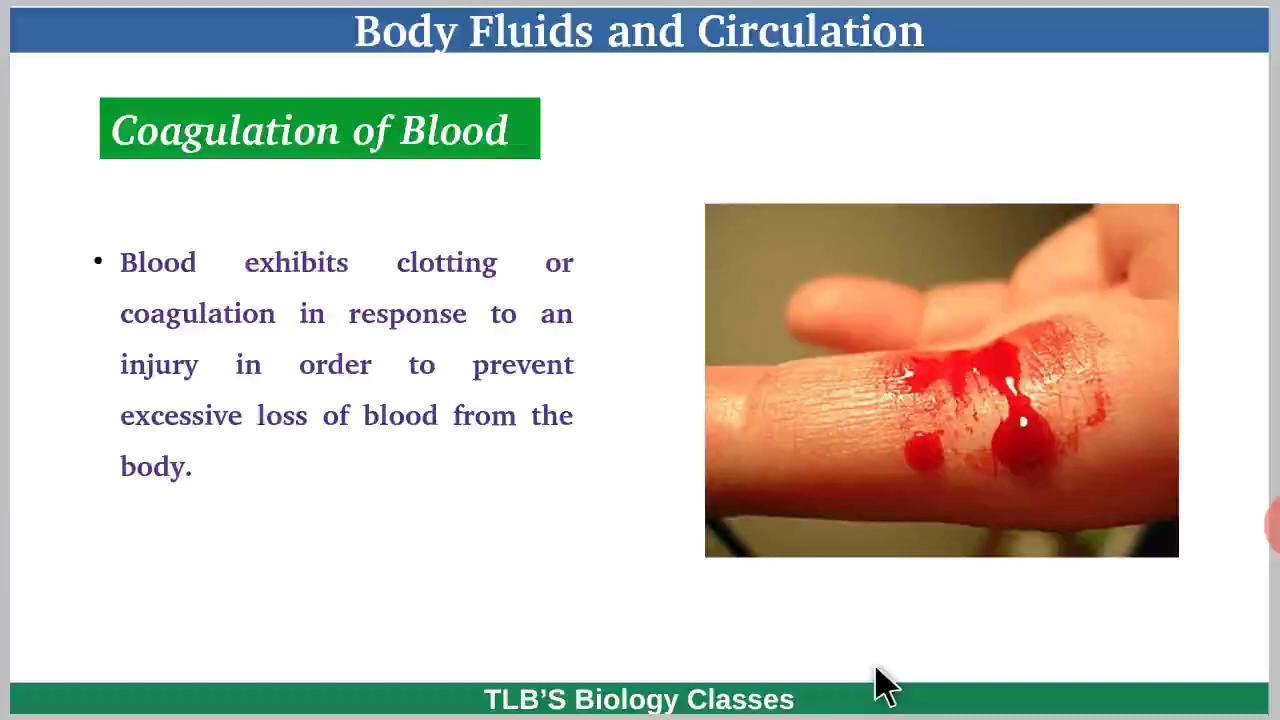 Body Fluids and Circulation
Coagulation of Blood
• Blood exhibits clotting or
coagulation in response to an
injury in order to prevent
excessive loss of blood from the
body.
TLB’S Biology Classes